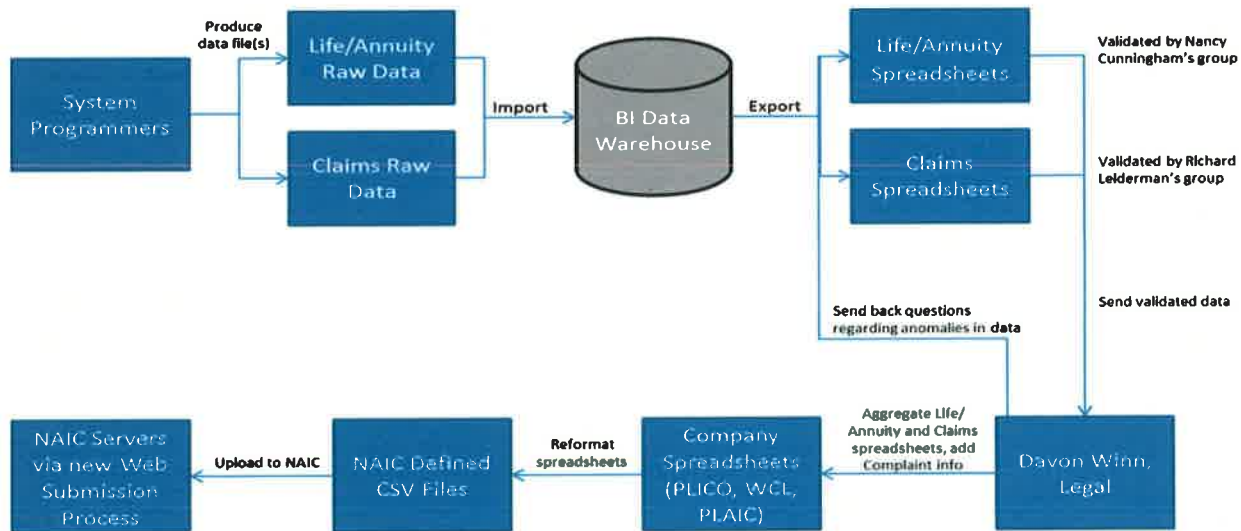 Produce
data file(s)
System
Programmers
Life/Annuity
Raw Data
Claims Raw
Data
Import
BI Data
Warehouse
Export
Life/Annuity
Spreadsheets
Claims
Spreadsheets
Validated by Nancy
Cunningham's group
Validated by Richard
Leiderman's group
Send validated data
Send back questions
regarding anomalies in data
Davon Winn,
Legal
Aggregate Life/
Annuity and Claims
spreadsheets, add
Complaint info
Company
Spreadsheets
(PLICO, WCL,
PLAIC)
Reformat
spreadsheets
NAIC Defined
CSV Files
Upload to NAIC
NAIC Servers
via new Web
Submission
Process